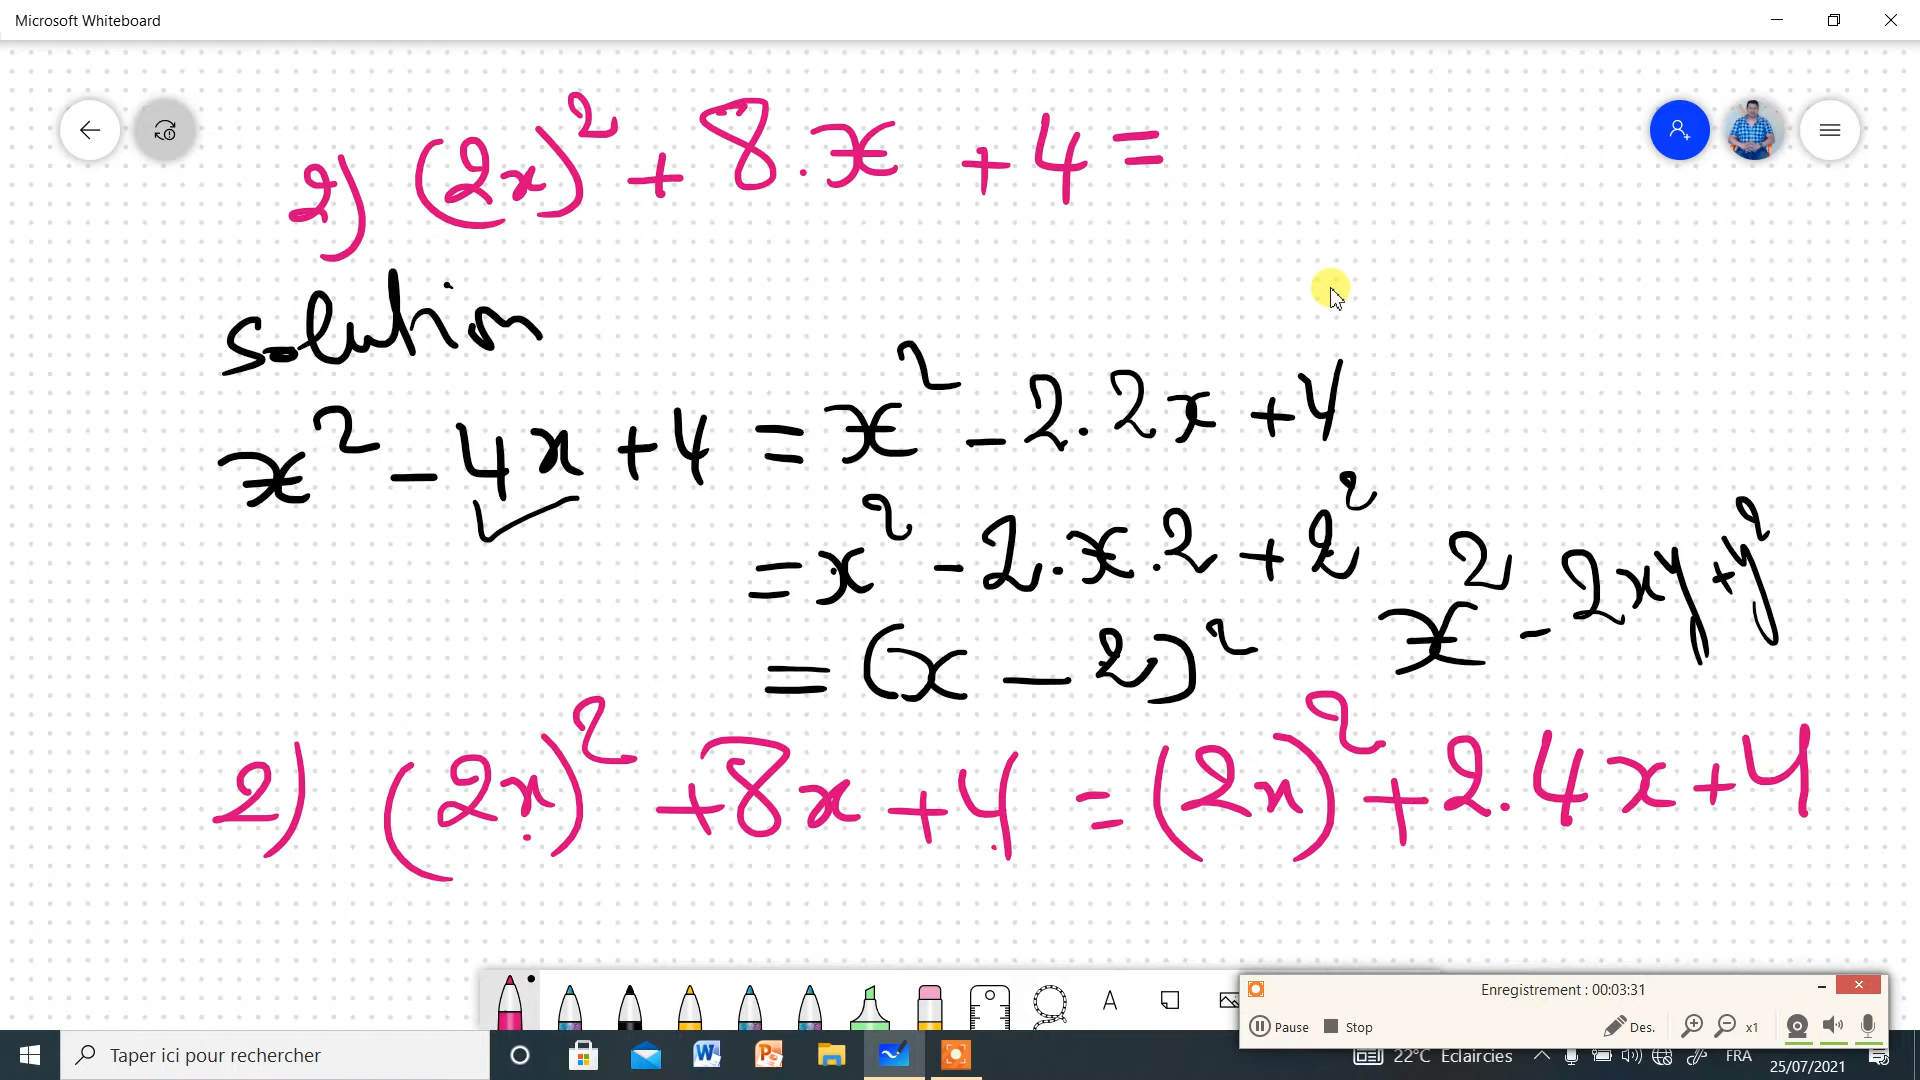 Microsoft Whiteboard
2) (2x)² + 8.x + 4 =
solution
x² - 4x + 4 = x² - 2.2x + 4
= x² - 2.x.2 + 2²
x² - 2xy + y²
= (x - 2)²
2) (2x)² + 8x + 4 = (2x)² + 2.4x + 4
A
Enregistrement : 00:03:31
Pause Stop Des. x1
Taper ici pour rechercher
22°C Eclaircies FRA 25/07/2021